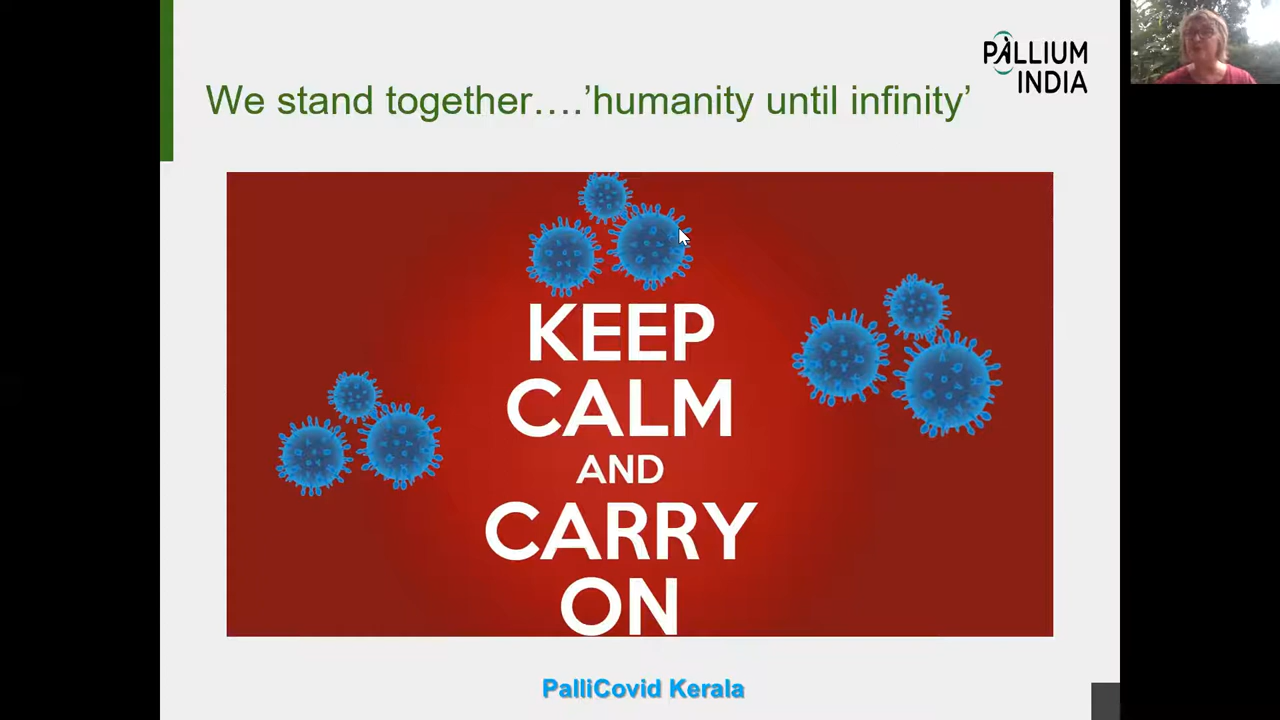 We stand together….’humanity until infinity’
PALLIUM
INDIA
KEEP
CALM
AND
CARRY
ON
PalliCovid Kerala